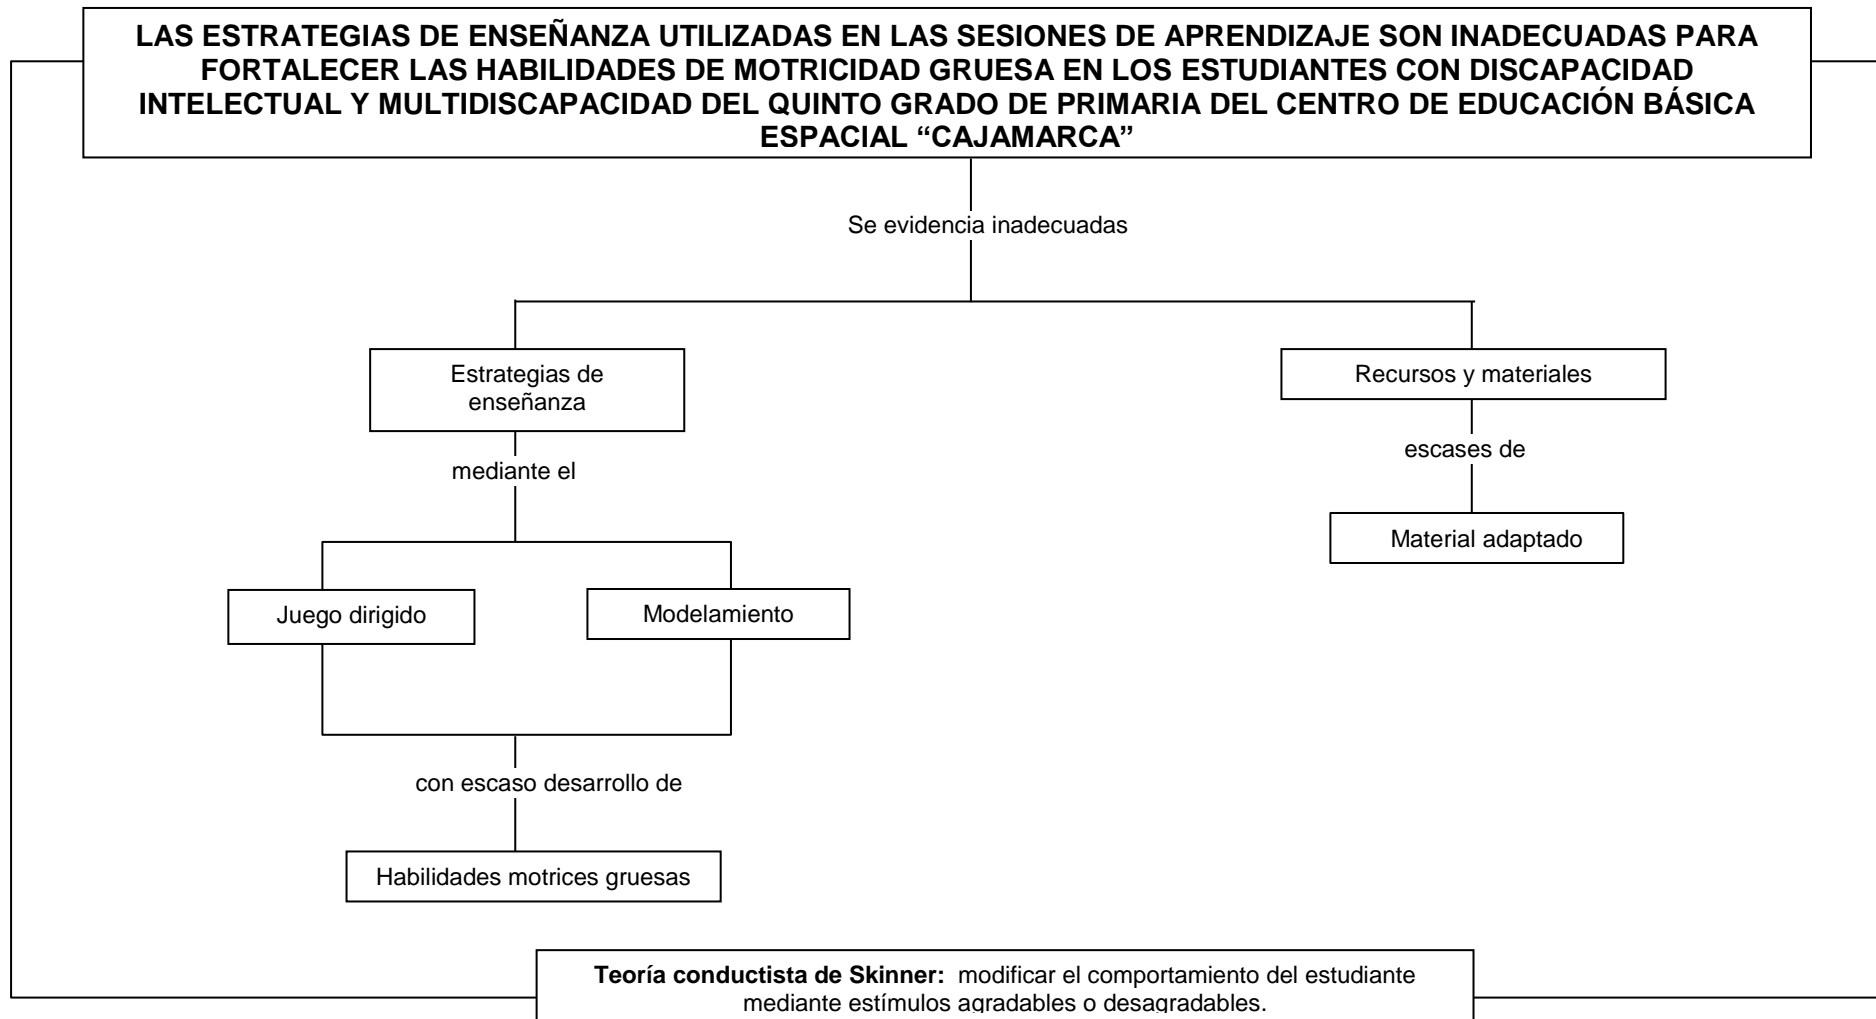 LAS ESTRATEGIAS DE ENSEÑANZA UTILIZADAS EN LAS SESIONES DE APRENDIZAJE SON INADECUADAS PARA
FORTALECER LAS HABILIDADES DE MOTRICIDAD GRUESA EN LOS ESTUDIANTES CON DISCAPACIDAD
INTELECTUAL Y MULTIDISCAPACIDAD DEL QUINTO GRADO DE PRIMARIA DEL CENTRO DE EDUCACIÓN BÁSICA
ESPACIAL “CAJAMARCA”
Se evidencia inadecuadas
Estrategias de
enseñanza
Recursos y materiales
mediante el
escases de
Material adaptado
Juego dirigido
Modelamiento
con escaso desarrollo de
Habilidades motrices gruesas
Teoría conductista de Skinner: modificar el comportamiento del estudiante
mediante estímulos agradables o desagradables.